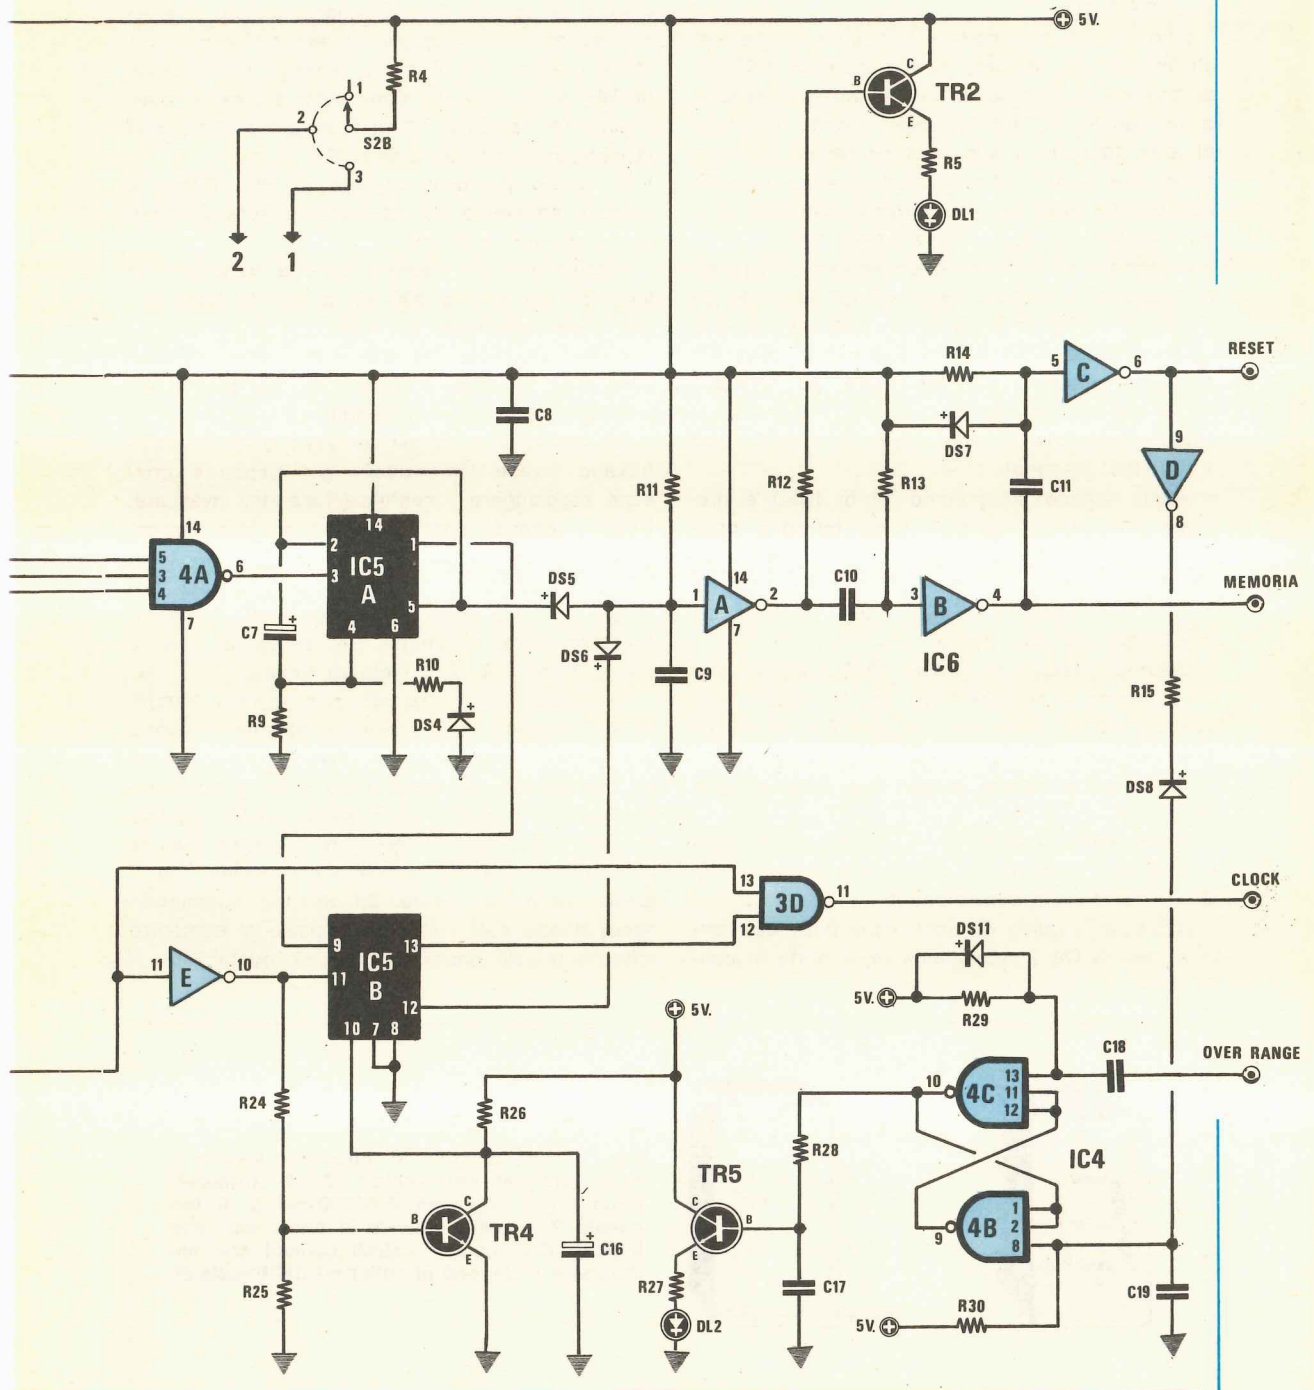 5 V.
R4
1
2
S2B
3
2
1
B
C
E
TR2
R5
DL1
R14
5
C
6
RESET
C8
DS7
9
D
8
R11
R12
R13
C11
14
5
3
4
4A
6
7
14
2
1
3
IC5
A
5
4
6
C7
R9
R10
DS4
DS5
DS6
C9
1
A
14
2
7
C10
3
B
4
IC6
MEMORIA
R15
DS8
13
12
3D
11
CLOCK
11
E
10
9
13
11
IC5
B
12
10
7
8
5V.
DS11
5V.
R29
C18
OVER RANGE
R24
R26
10
4C
13
11
12
R28
IC4
TR5
C
B
E
B
C
E
TR4
C16
9
4B
1
2
8
R25
R27
DL2
C17
C19
5V.
R30